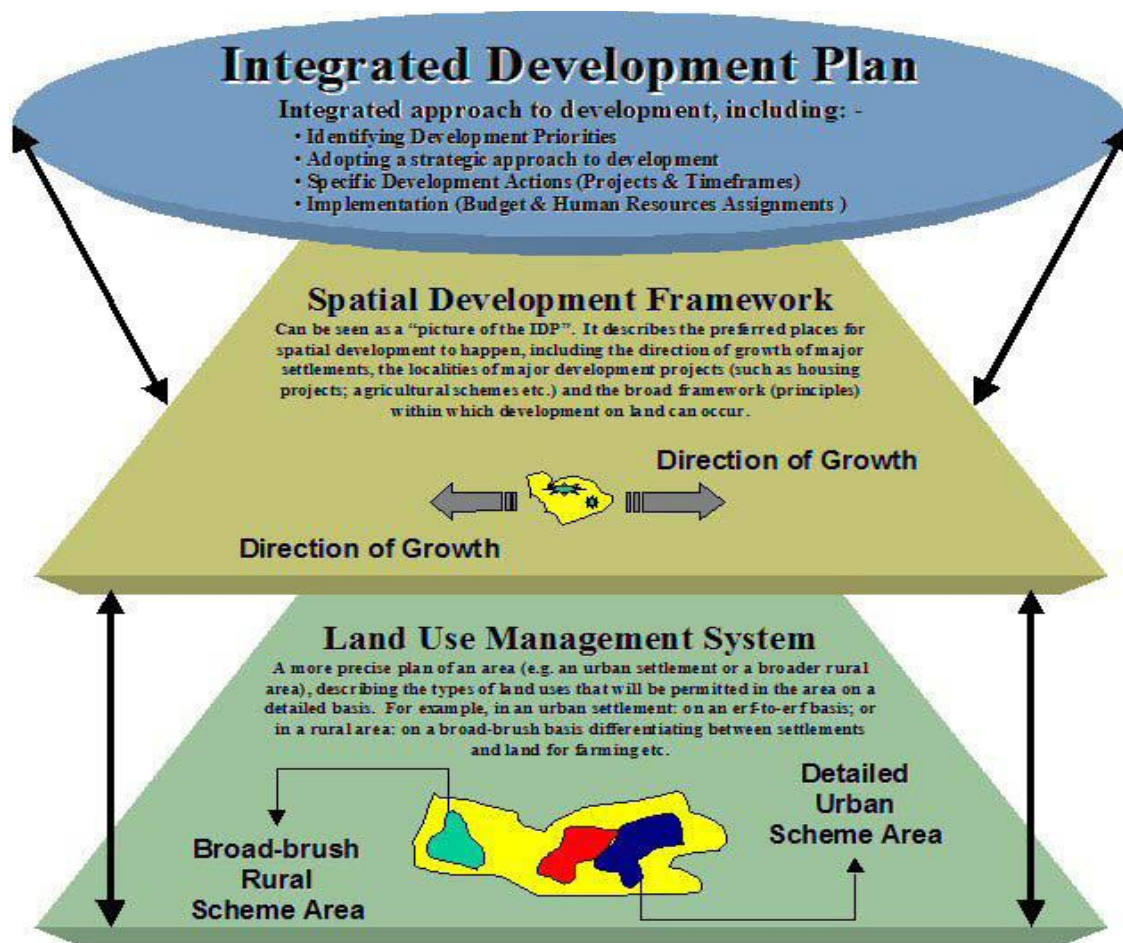 Integrated Development Plan
Integrated approach to development, including: -
• Identifying Development Priorities
• Adopting a strategic approach to development
• Specific Development Actions (Projects & Timeframes)
• Implementation (Budget & Human Resources Assignments )
Spatial Development Framework
Can be seen as a “picture of the IDP”. It describes the preferred places for
spatial development to happen, including the direction of growth of major
settlements, the localities of major development projects (such as housing
projects; agricultural schemes etc.) and the broad framework (principles)
within which development on land can occur.
Direction of Growth
Direction of Growth
Land Use Management System
A more precise plan of an area (e.g. an urban settlement or a broader rural
area), describing the types of land uses that will be permitted in the area on a
detailed basis. For example, in an urban settlement: on an erf-to-erf basis; or
in a rural area: on a broad-brush basis differentiating between settlements
and land for farming etc.
Detailed
Urban
Scheme Area
Broad-brush
Rural
Scheme Area